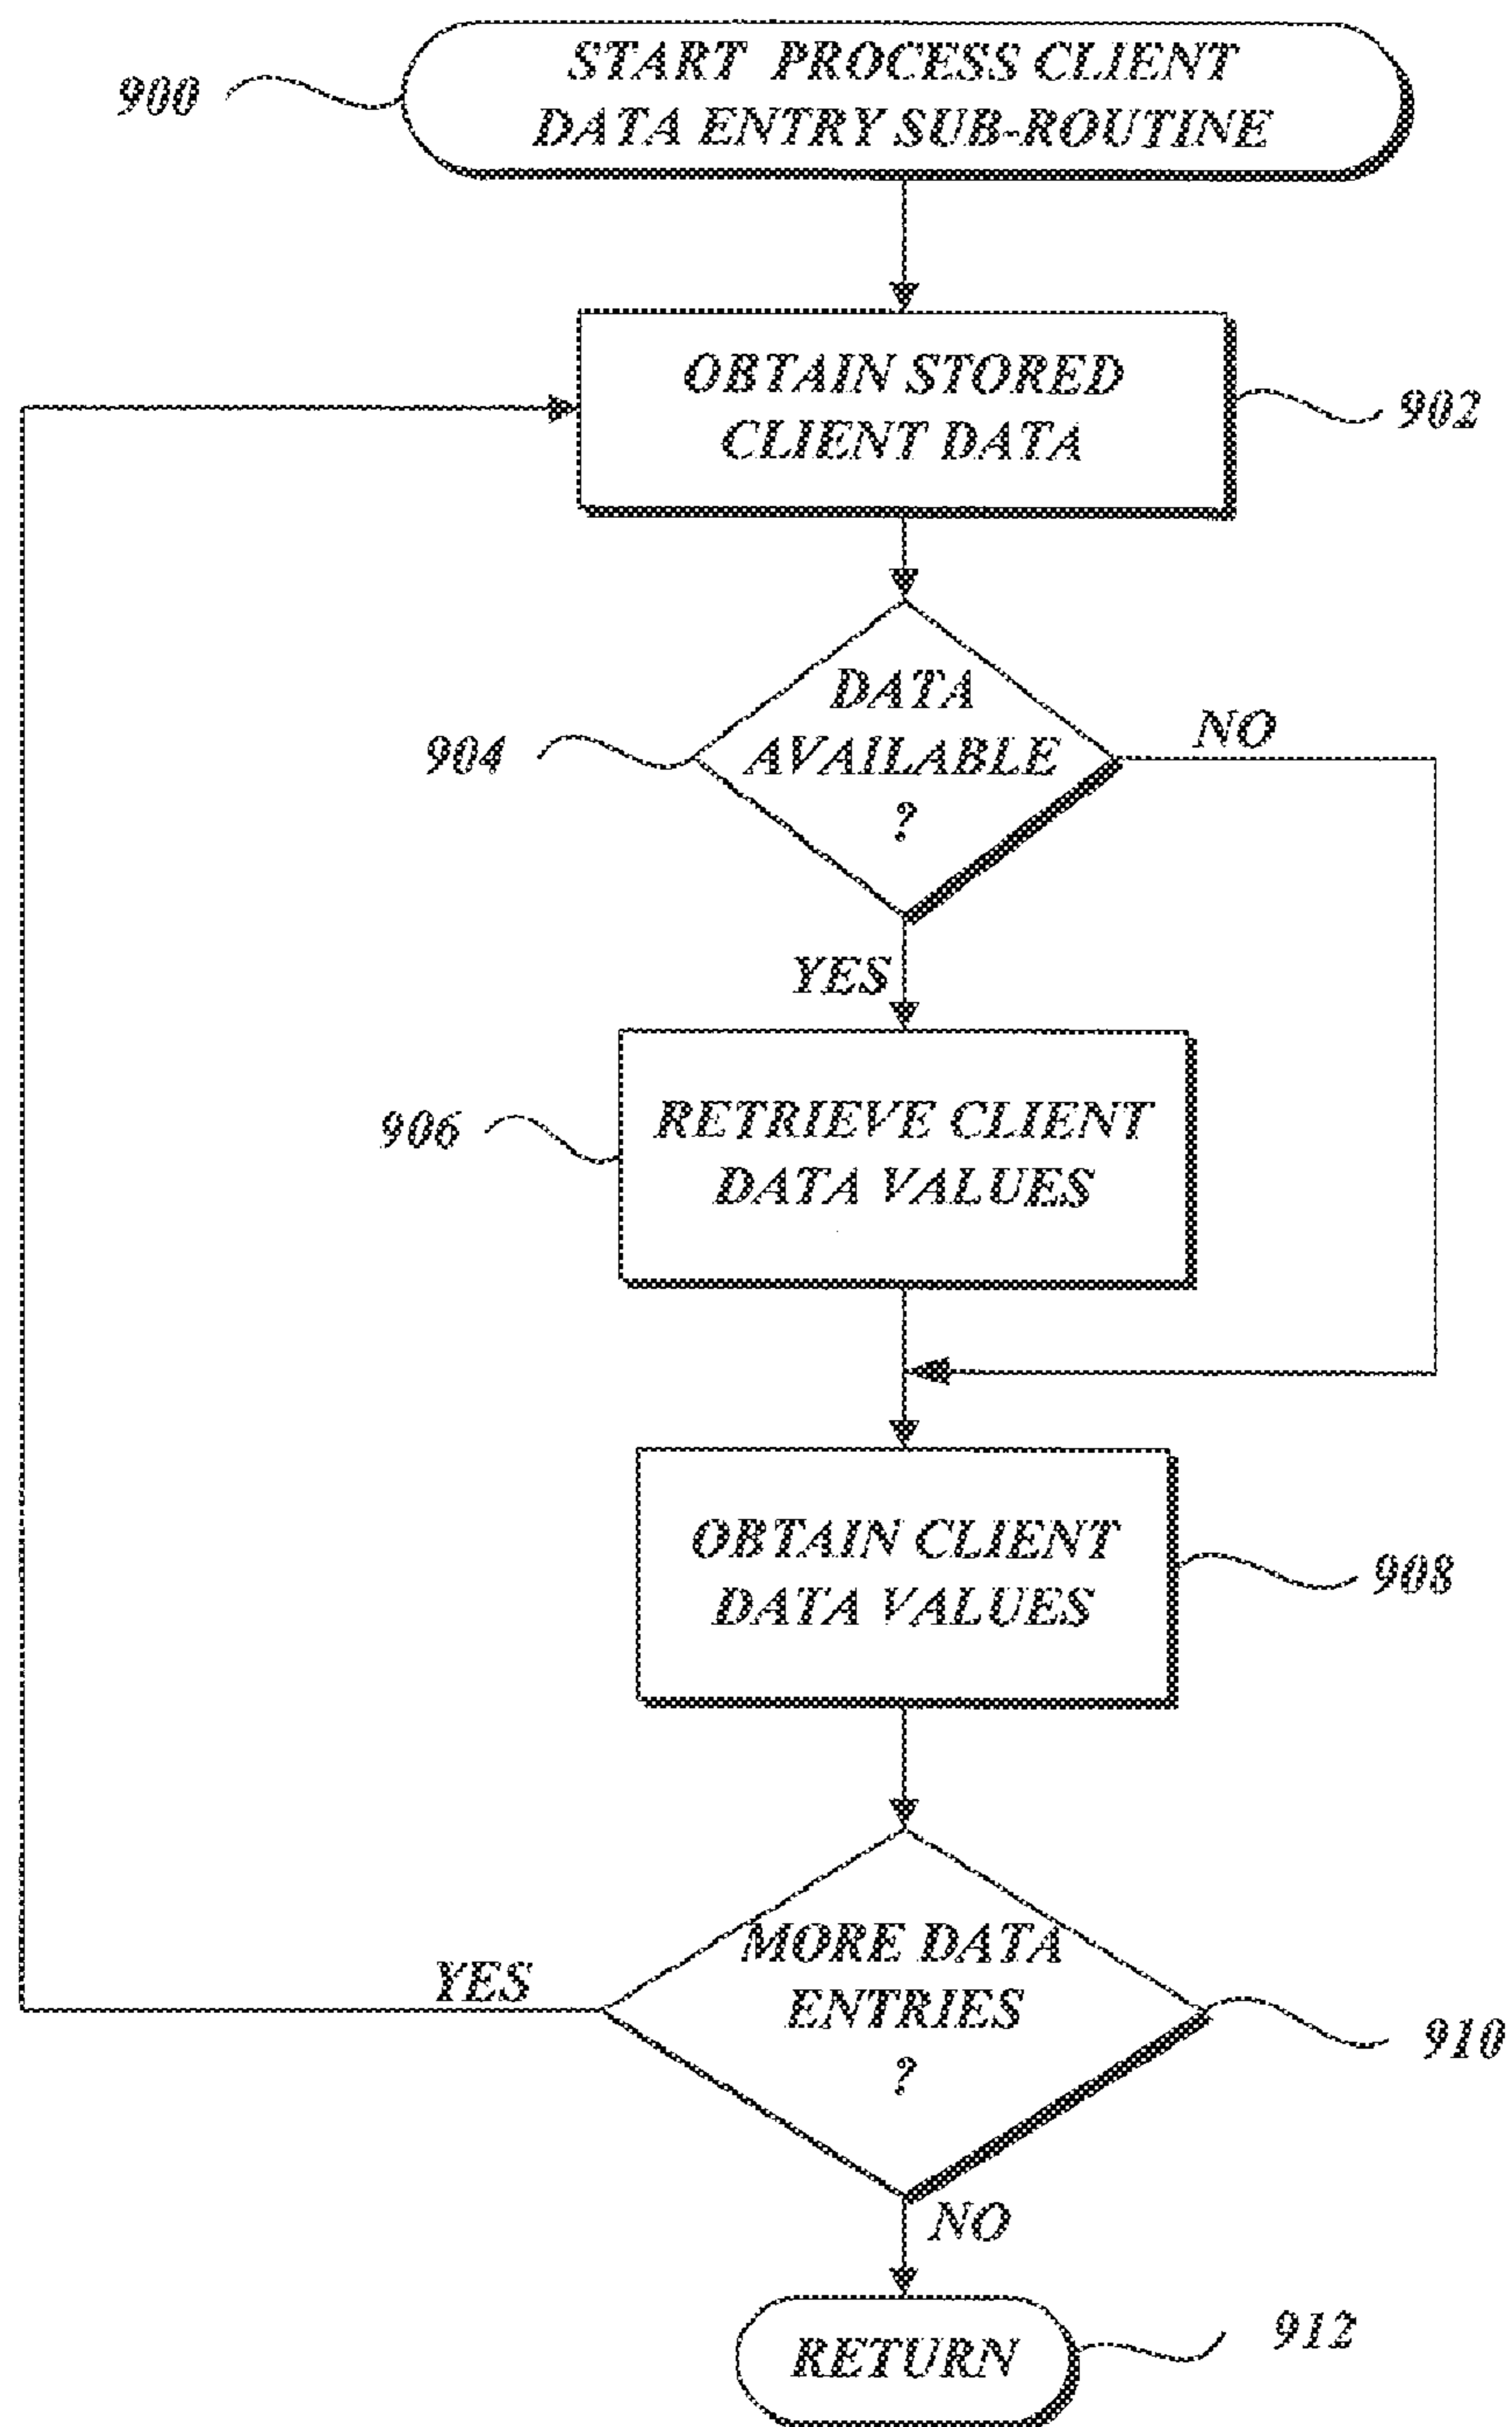 START PROCESS CLIENT
DATA ENTRY SUB-ROUTINE
900
OBTAIN STORED
CLIENT DATA
902
DATA
AVAILABLE
?
904
NO
YES
RETRIEVE CLIENT
DATA VALUES
906
OBTAIN CLIENT
DATA VALUES
908
MORE DATA
ENTRIES
?
YES
910
NO
RETURN
912